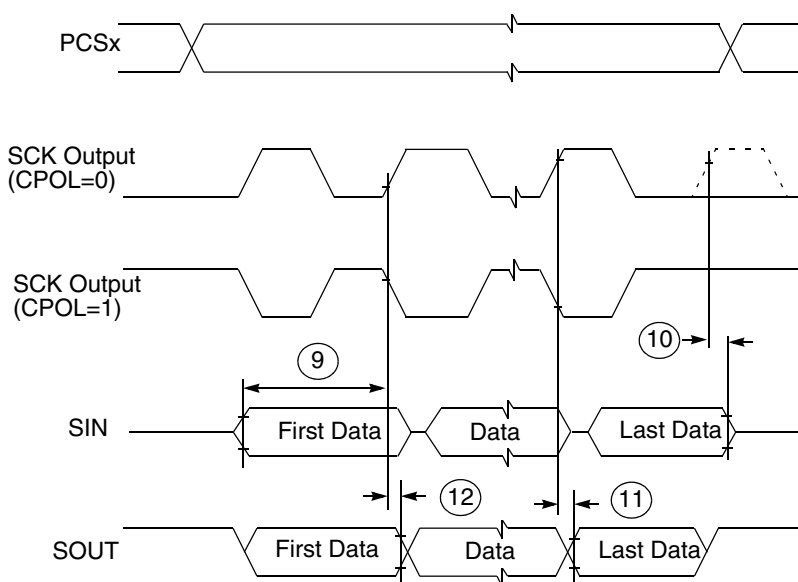 PCSx
SCK Output
(CPOL=0)
SCK Output
(CPOL=1)
10
9
SIN
First Data
Data
Last Data
12
11
SOUT
First Data
Data
Last Data